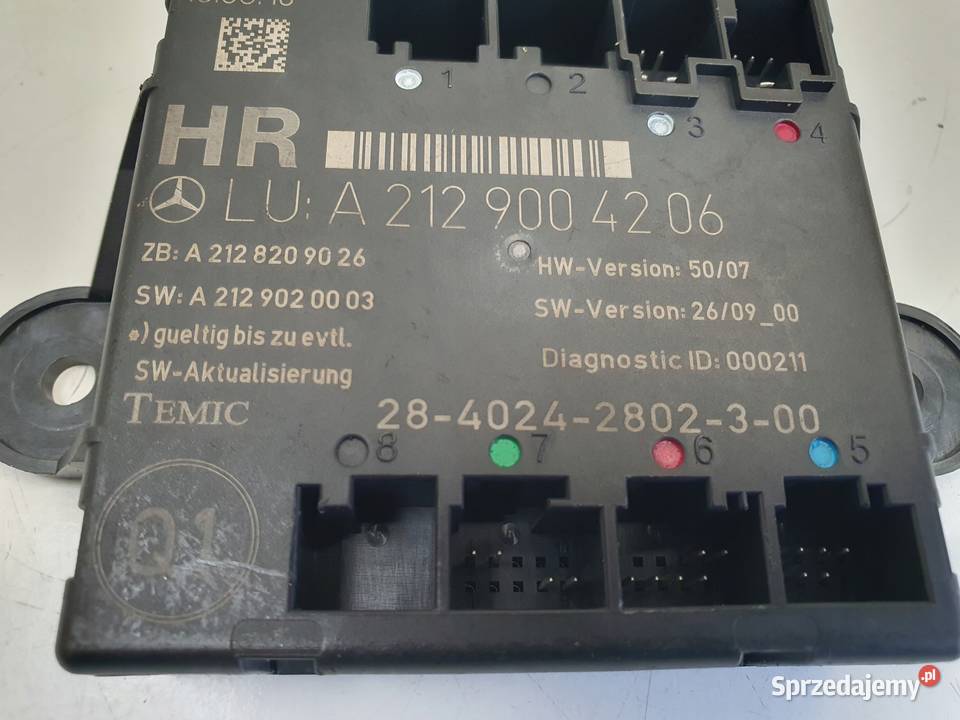 1 2
HR
3 4
LU: A 212 900 42 06
ZB: A 212 820 90 26
HW-Version: 50/07
SW: A 212 902 00 03
SW-Version: 26/09_00
*) gueltig bis zu evtl.
SW-Aktualisierung
Diagnostic ID: 000211
TEMIC
28-4024-2802-3-00
8 7 6 5
Q1
Sprzedajemy.pl